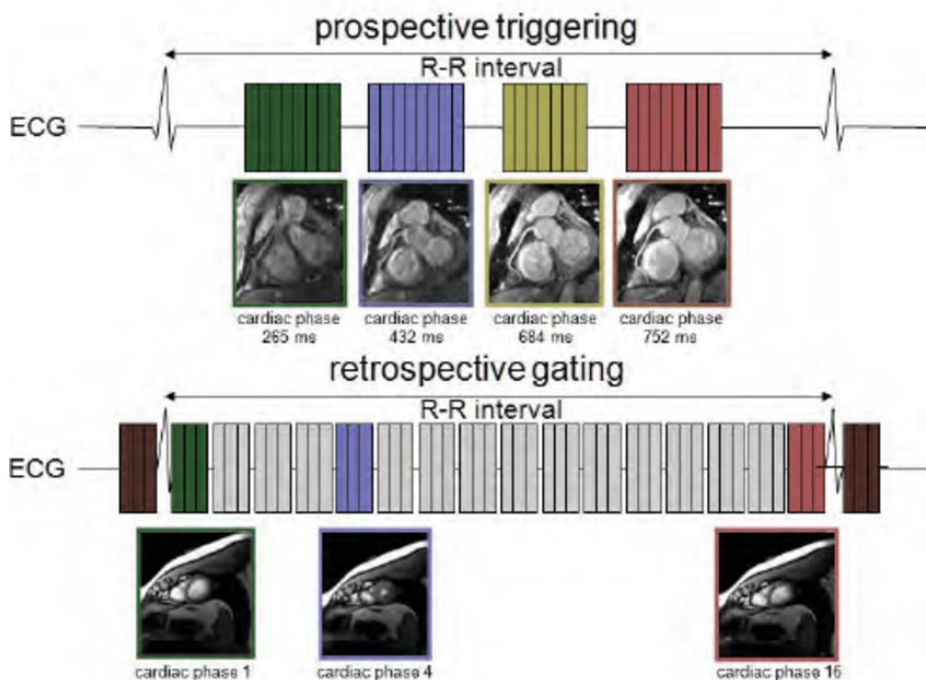 prospective triggering
R-R interval
ECG
cardiac phase
265 ms
cardiac phase
432 ms
cardiac phase
684 ms
cardiac phase
752 ms
retrospective gating
R-R interval
ECG
cardiac phase 1
cardiac phase 4
cardiac phase 16